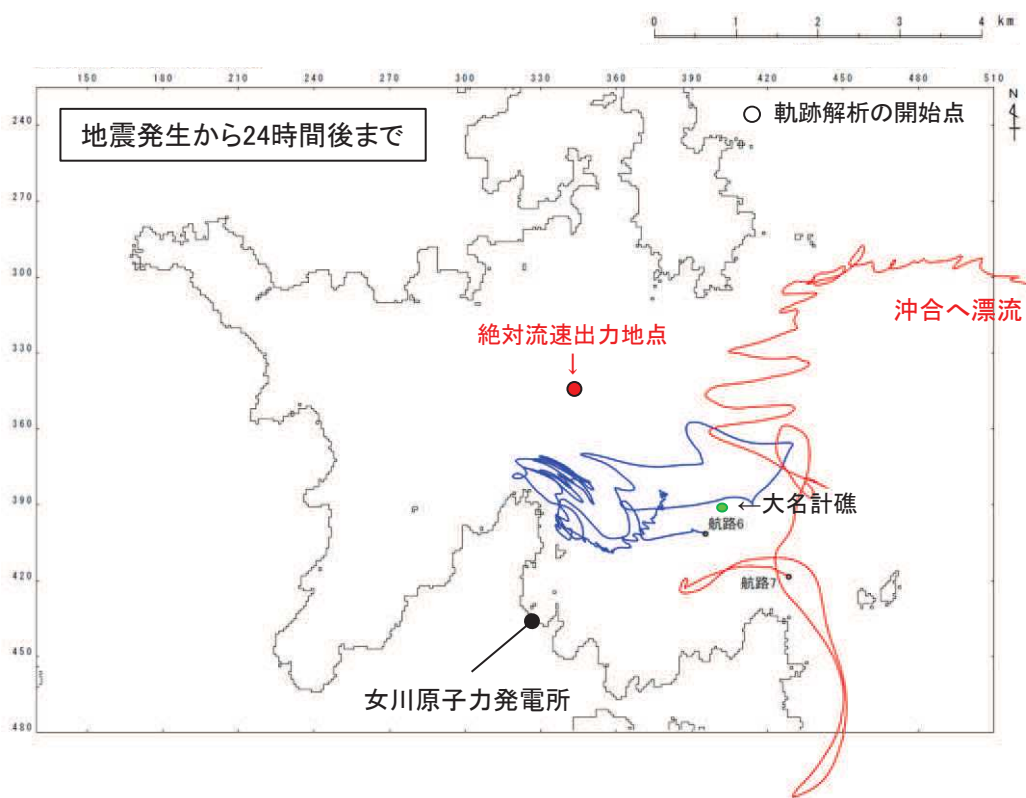 0 1 2 3 4 km
150 180 210 240 270 300 330 360 390 420 450 480 510
N
240
270
300
330
360
390
420
450
480
地震発生から24時間後まで
○ 軌跡解析の開始点
沖合へ漂流
絶対流速出力地点
↓
←大名計礁
航路6
航路7
女川原子力発電所